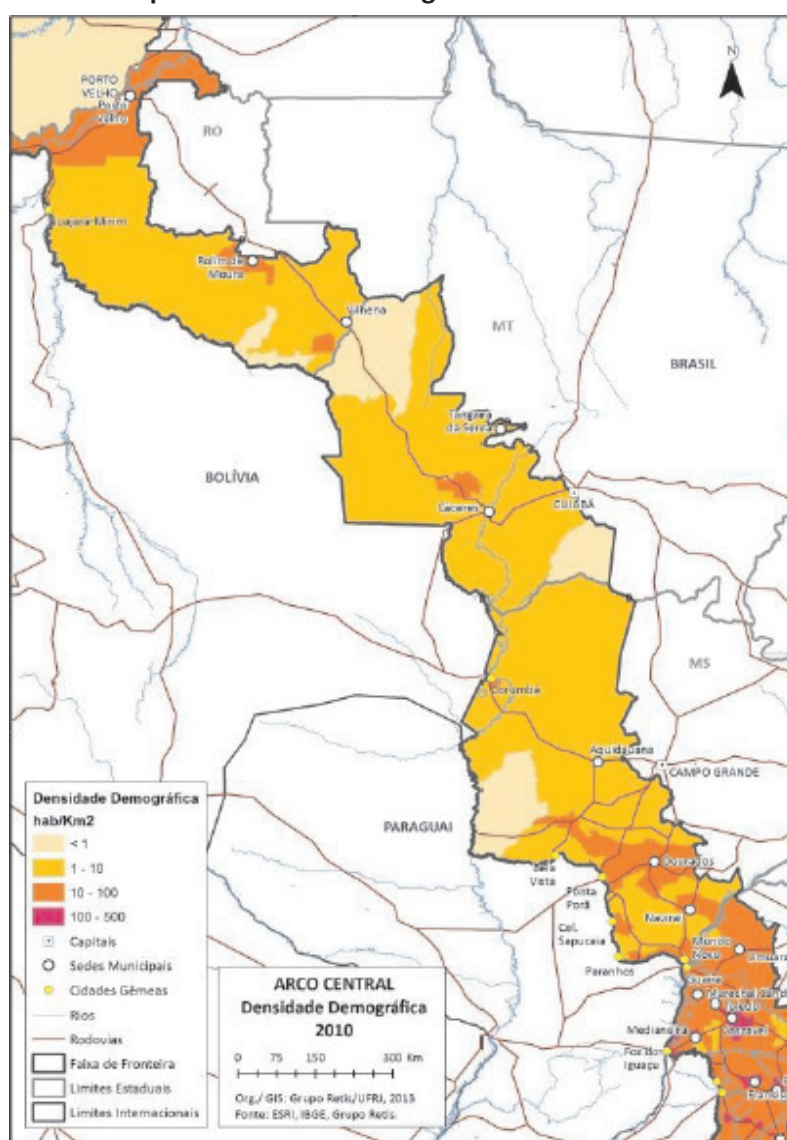 N
PORTO
VELHO
Porto
Velho
RO
Guajará-Mirim
Rolim de
Moura
Vilhena
MT
BRASIL
Tangará
da Serra
BOLÍVIA
CUIABÁ
Cáceres
MS
Corumbá
Aquidauana
CAMPO GRANDE
PARAGUAI
Dourados
Bela
Vista
Ponta
Porã
Naviraí
Cel.
Sapucaia
Mundo
Novo
Paranhos
Guaíra
Toledo
Cascavel
Medianeira
Foz do
Iguaçu
Densidade Demográfica
hab/Km2
< 1
1 - 10
10 - 100
100 - 500
Capitais
Sedes Municipais
Cidades Gêmeas
Rios
Rodovias
Faixa de Fronteira
Limites Estaduais
Limites Internacionais
ARCO CENTRAL
Densidade Demográfica
2010
0 75 150 300 Km
Org./ GIS: Grupo Retis/UFRJ, 2013
Fonte: ESRI, IBGE, Grupo Retis.